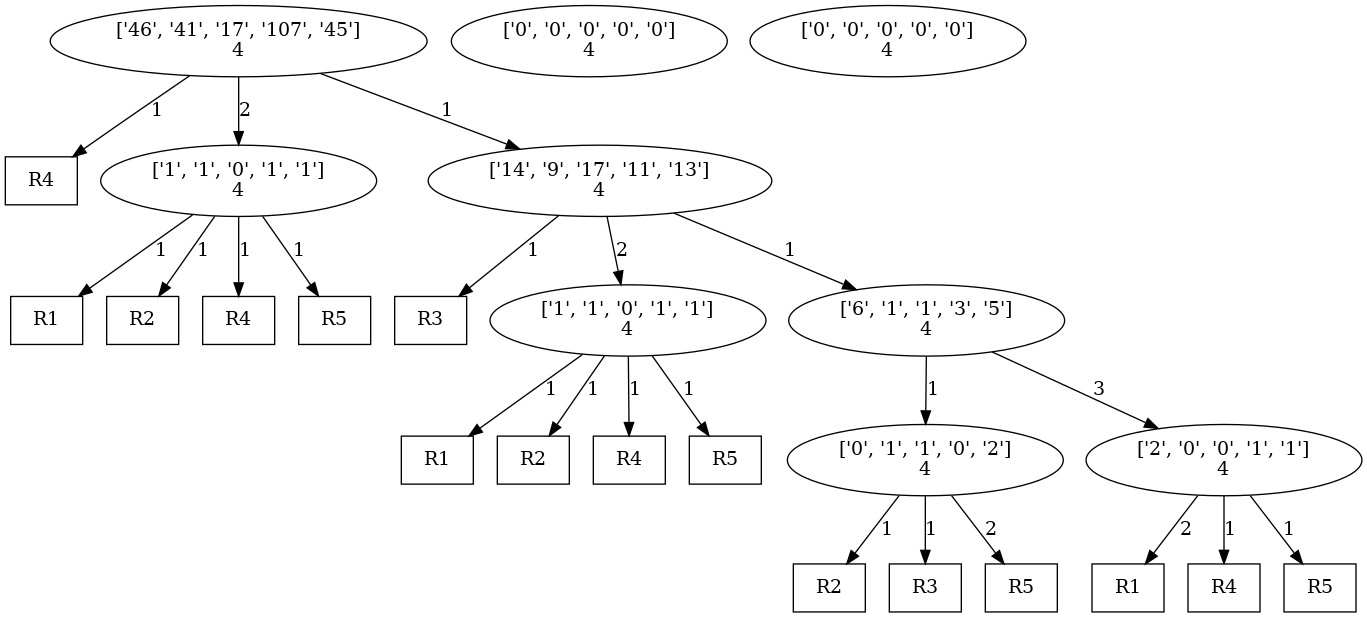 ['46', '41', '17', '107', '45']
4
['0', '0', '0', '0', '0']
4
['0', '0', '0', '0', '0']
4
1
2
1
R4
['1', '1', '0', '1', '1']
4
['14', '9', '17', '11', '13']
4
1
1
1
1
1
2
1
R1
R2
R4
R5
R3
['1', '1', '0', '1', '1']
4
['6', '1', '1', '3', '5']
4
1
1
1
1
1
3
R1
R2
R4
R5
['0', '1', '1', '0', '2']
4
['2', '0', '0', '1', '1']
4
1
1
2
2
1
1
R2
R3
R5
R1
R4
R5